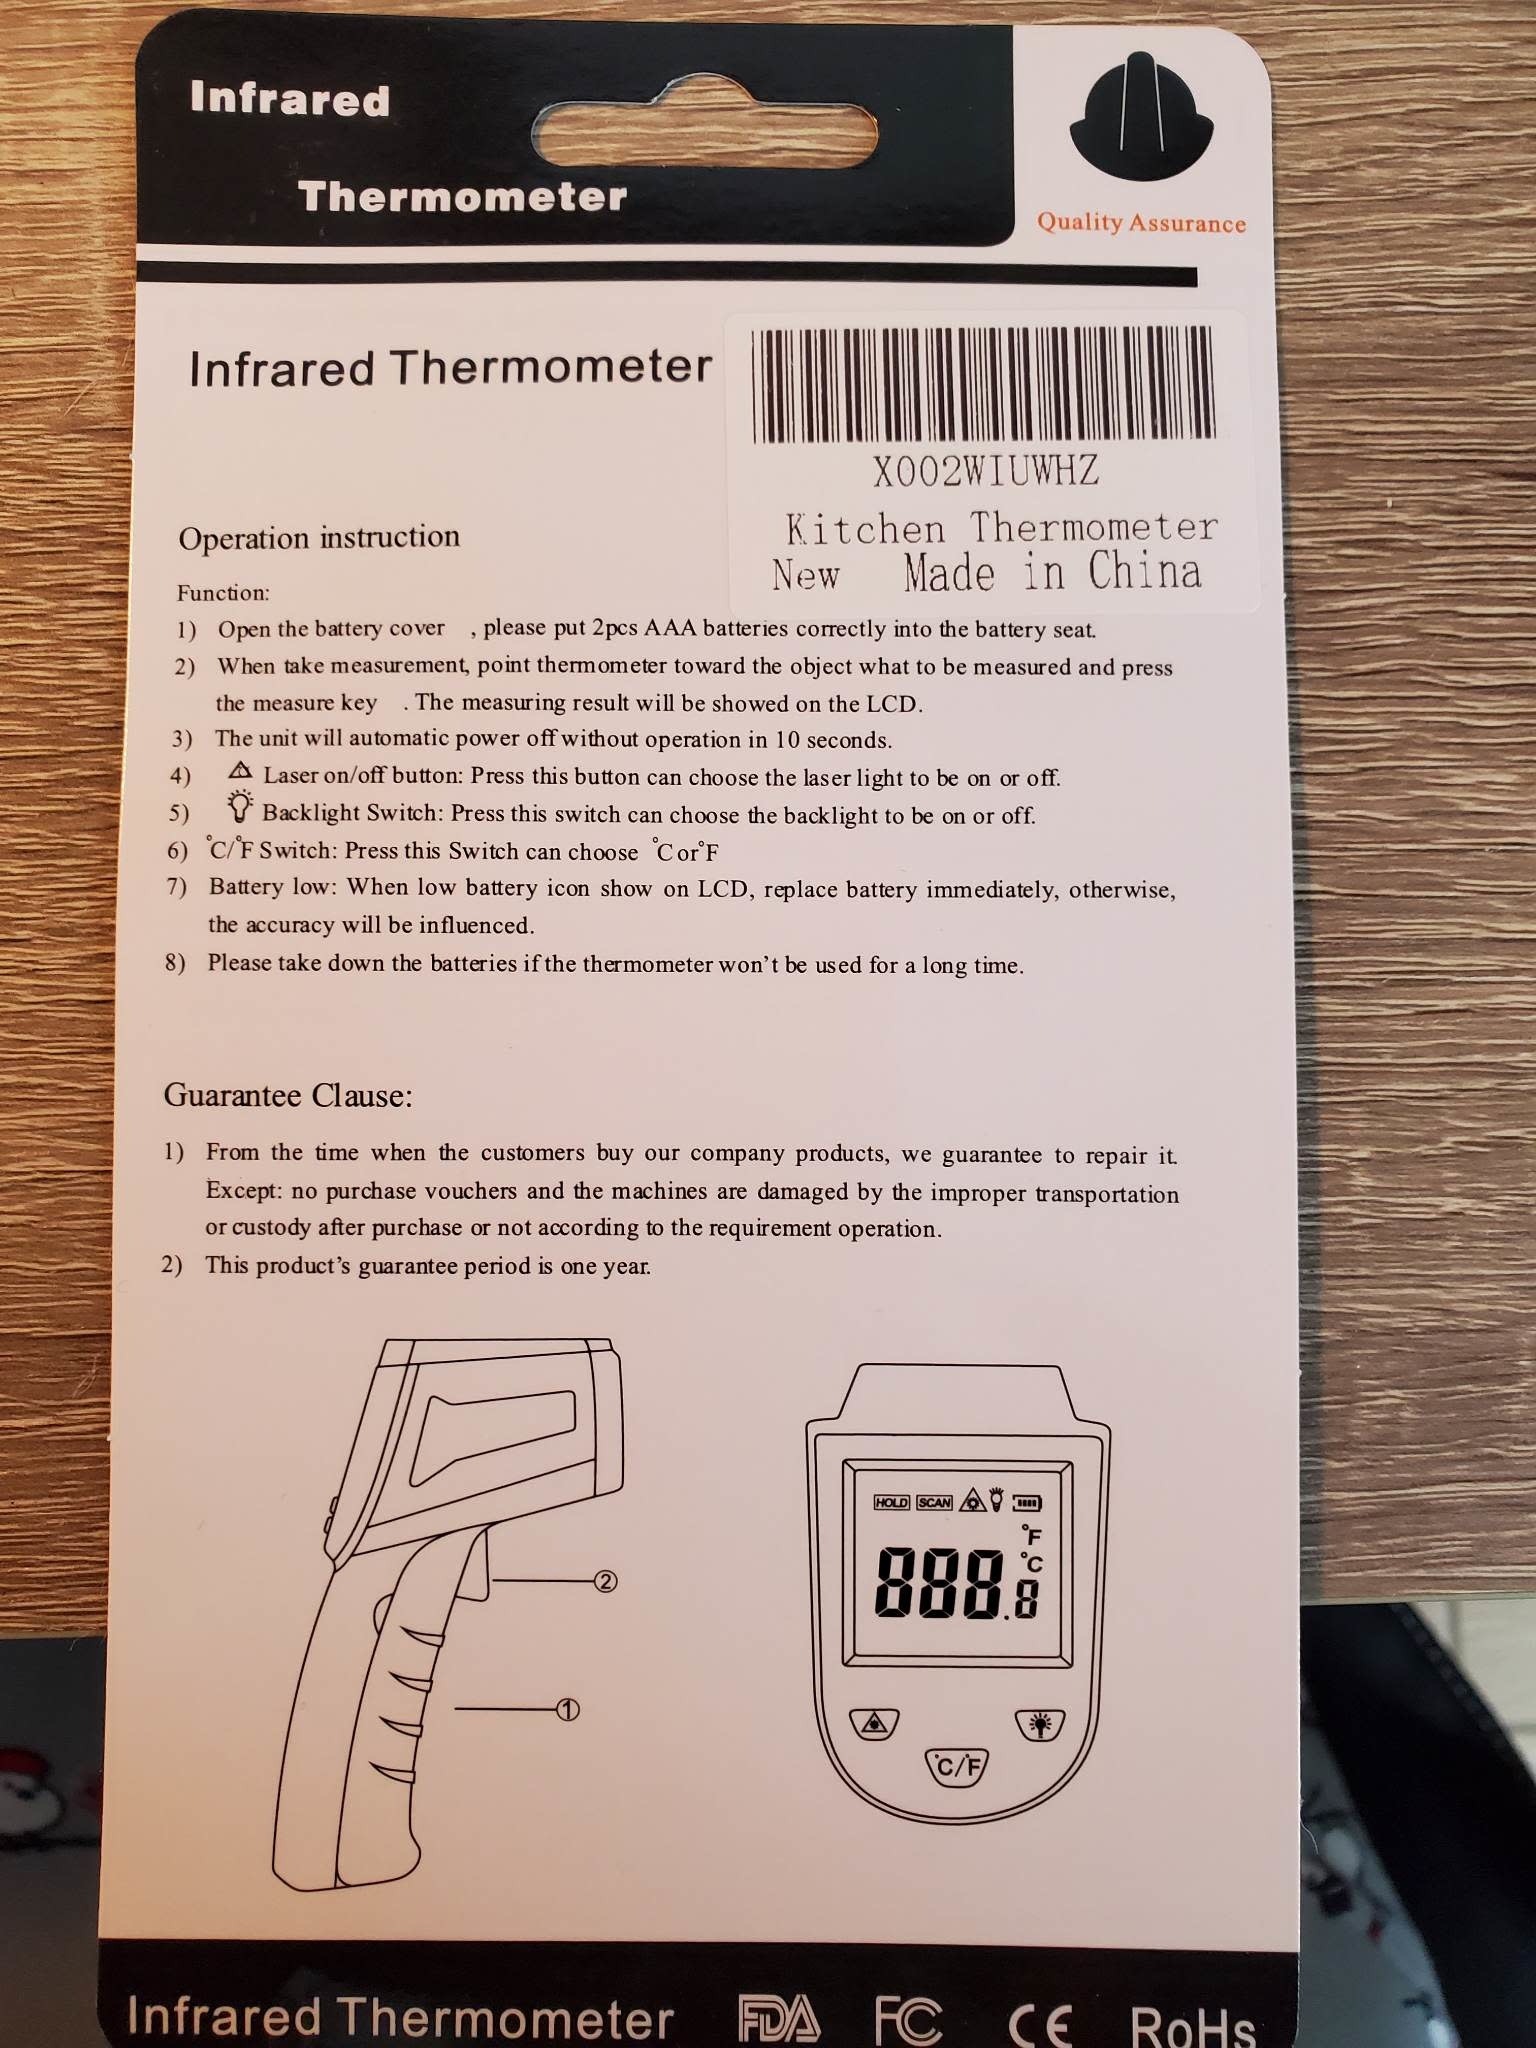 Infrared
Thermometer
Quality Assurance
Infrared Thermometer
X002WIUWHZ
Kitchen Thermometer
New Made in China
Operation instruction
Function:
1) Open the battery cover , please put 2pcs AAA batteries correctly into the battery seat.
2) When take measurement, point thermometer toward the object what to be measured and press
the measure key . The measuring result will be showed on the LCD.
3) The unit will automatic power off without operation in 10 seconds.
4) Laser on/off button: Press this button can choose the laser light to be on or off.
5) Backlight Switch: Press this switch can choose the backlight to be on or off.
6) °C/°F Switch: Press this Switch can choose °C or °F
7) Battery low: When low battery icon show on LCD, replace battery immediately, otherwise,
the accuracy will be influenced.
8) Please take down the batteries if the thermometer won't be used for a long time.
Guarantee Clause:
1) From the time when the customers buy our company products, we guarantee to repair it.
Except: no purchase vouchers and the machines are damaged by the improper transportation
or custody after purchase or not according to the requirement operation.
2) This product's guarantee period is one year.
HOLD SCAN
°F
°C
888.8
②
①
°C/°F
Infrared Thermometer FDA FC CE RoHs